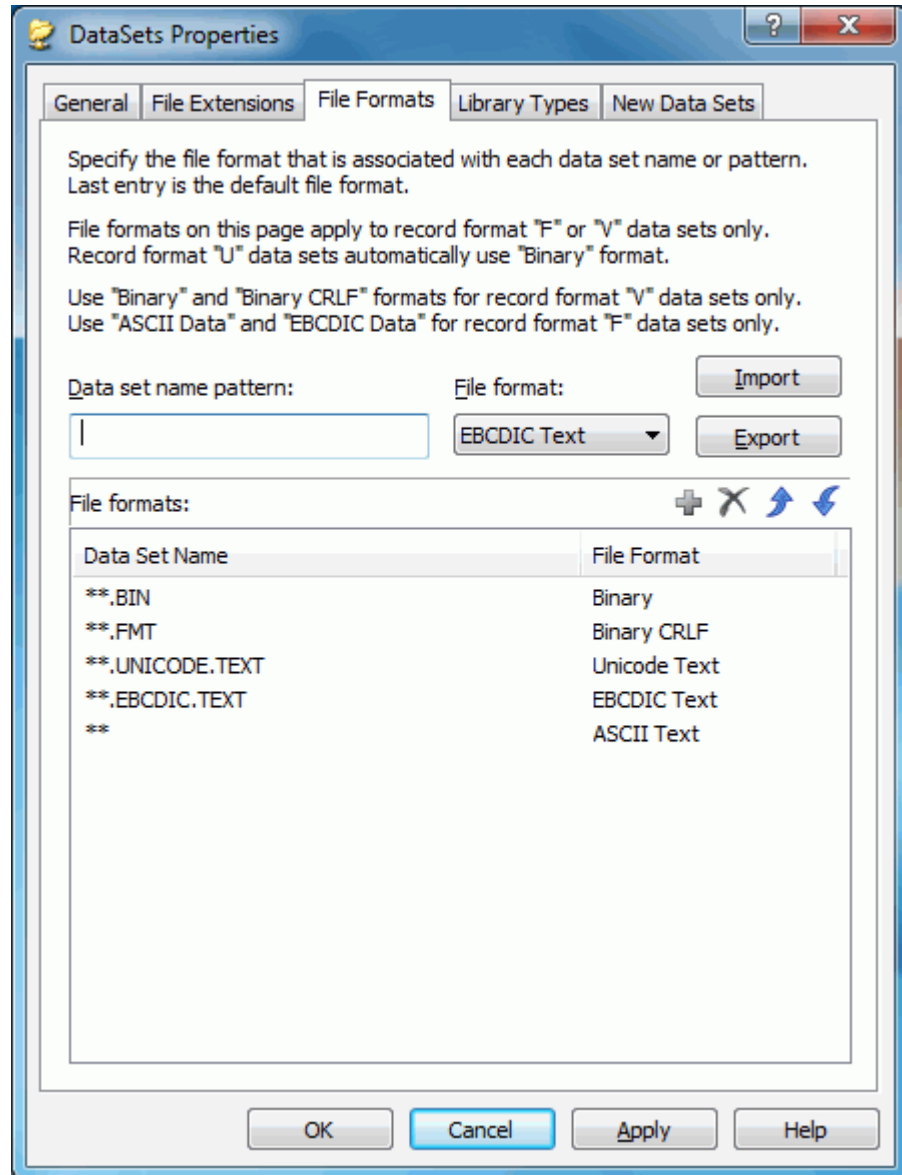 DataSets Properties
General File Extensions File Formats Library Types New Data Sets
Specify the file format that is associated with each data set name or pattern.
Last entry is the default file format.
File formats on this page apply to record format "F" or "V" data sets only.
Record format "U" data sets automatically use "Binary" format.
Use "Binary" and "Binary CRLF" formats for record format "V" data sets only.
Use "ASCII Data" and "EBCDIC Data" for record format "F" data sets only.
Data set name pattern: File format: Import
EBCDIC Text Export
File formats:
Data Set Name File Format
**.BIN Binary
**.FMT Binary CRLF
**.UNICODE.TEXT Unicode Text
**.EBCDIC.TEXT EBCDIC Text
** ASCII Text
OK Cancel Apply Help